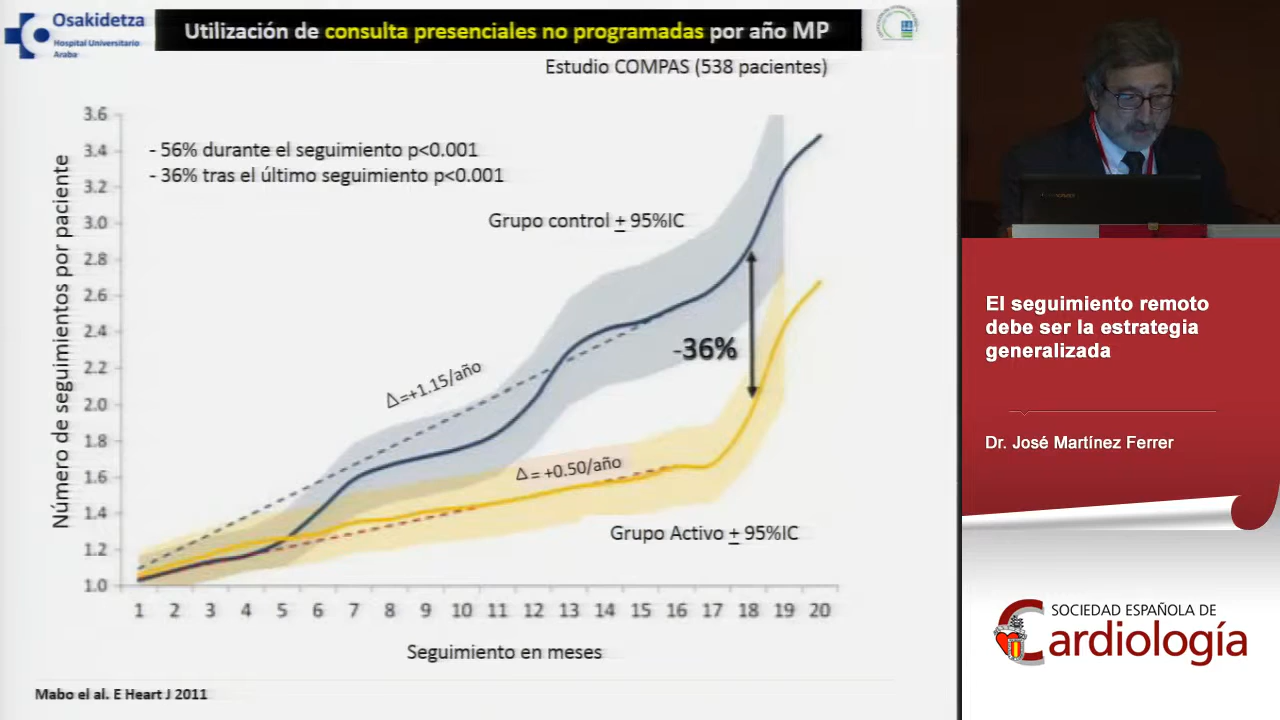 Osakidetza
Hospital Universitario
Araba
Utilización de consulta presenciales no programadas por año MP
Estudio COMPAS (538 pacientes)
- 56% durante el seguimiento p<0.001
- 36% tras el último seguimiento p<0.001
Grupo control ± 95%IC
Número de seguimientos por paciente
3.6
3.4
3.2
3.0
2.8
2.6
2.4
2.2
2.0
1.8
1.6
1.4
1.2
1.0
Δ=+1.15/año
-36%
Δ= +0.50/año
Grupo Activo ± 95%IC
1 2 3 4 5 6 7 8 9 10 11 12 13 14 15 16 17 18 19 20
Seguimiento en meses
Mabo el al. E Heart J 2011
El seguimiento remoto
debe ser la estrategia
generalizada
Dr. José Martínez Ferrer
SOCIEDAD ESPAÑOLA DE
Cardiología